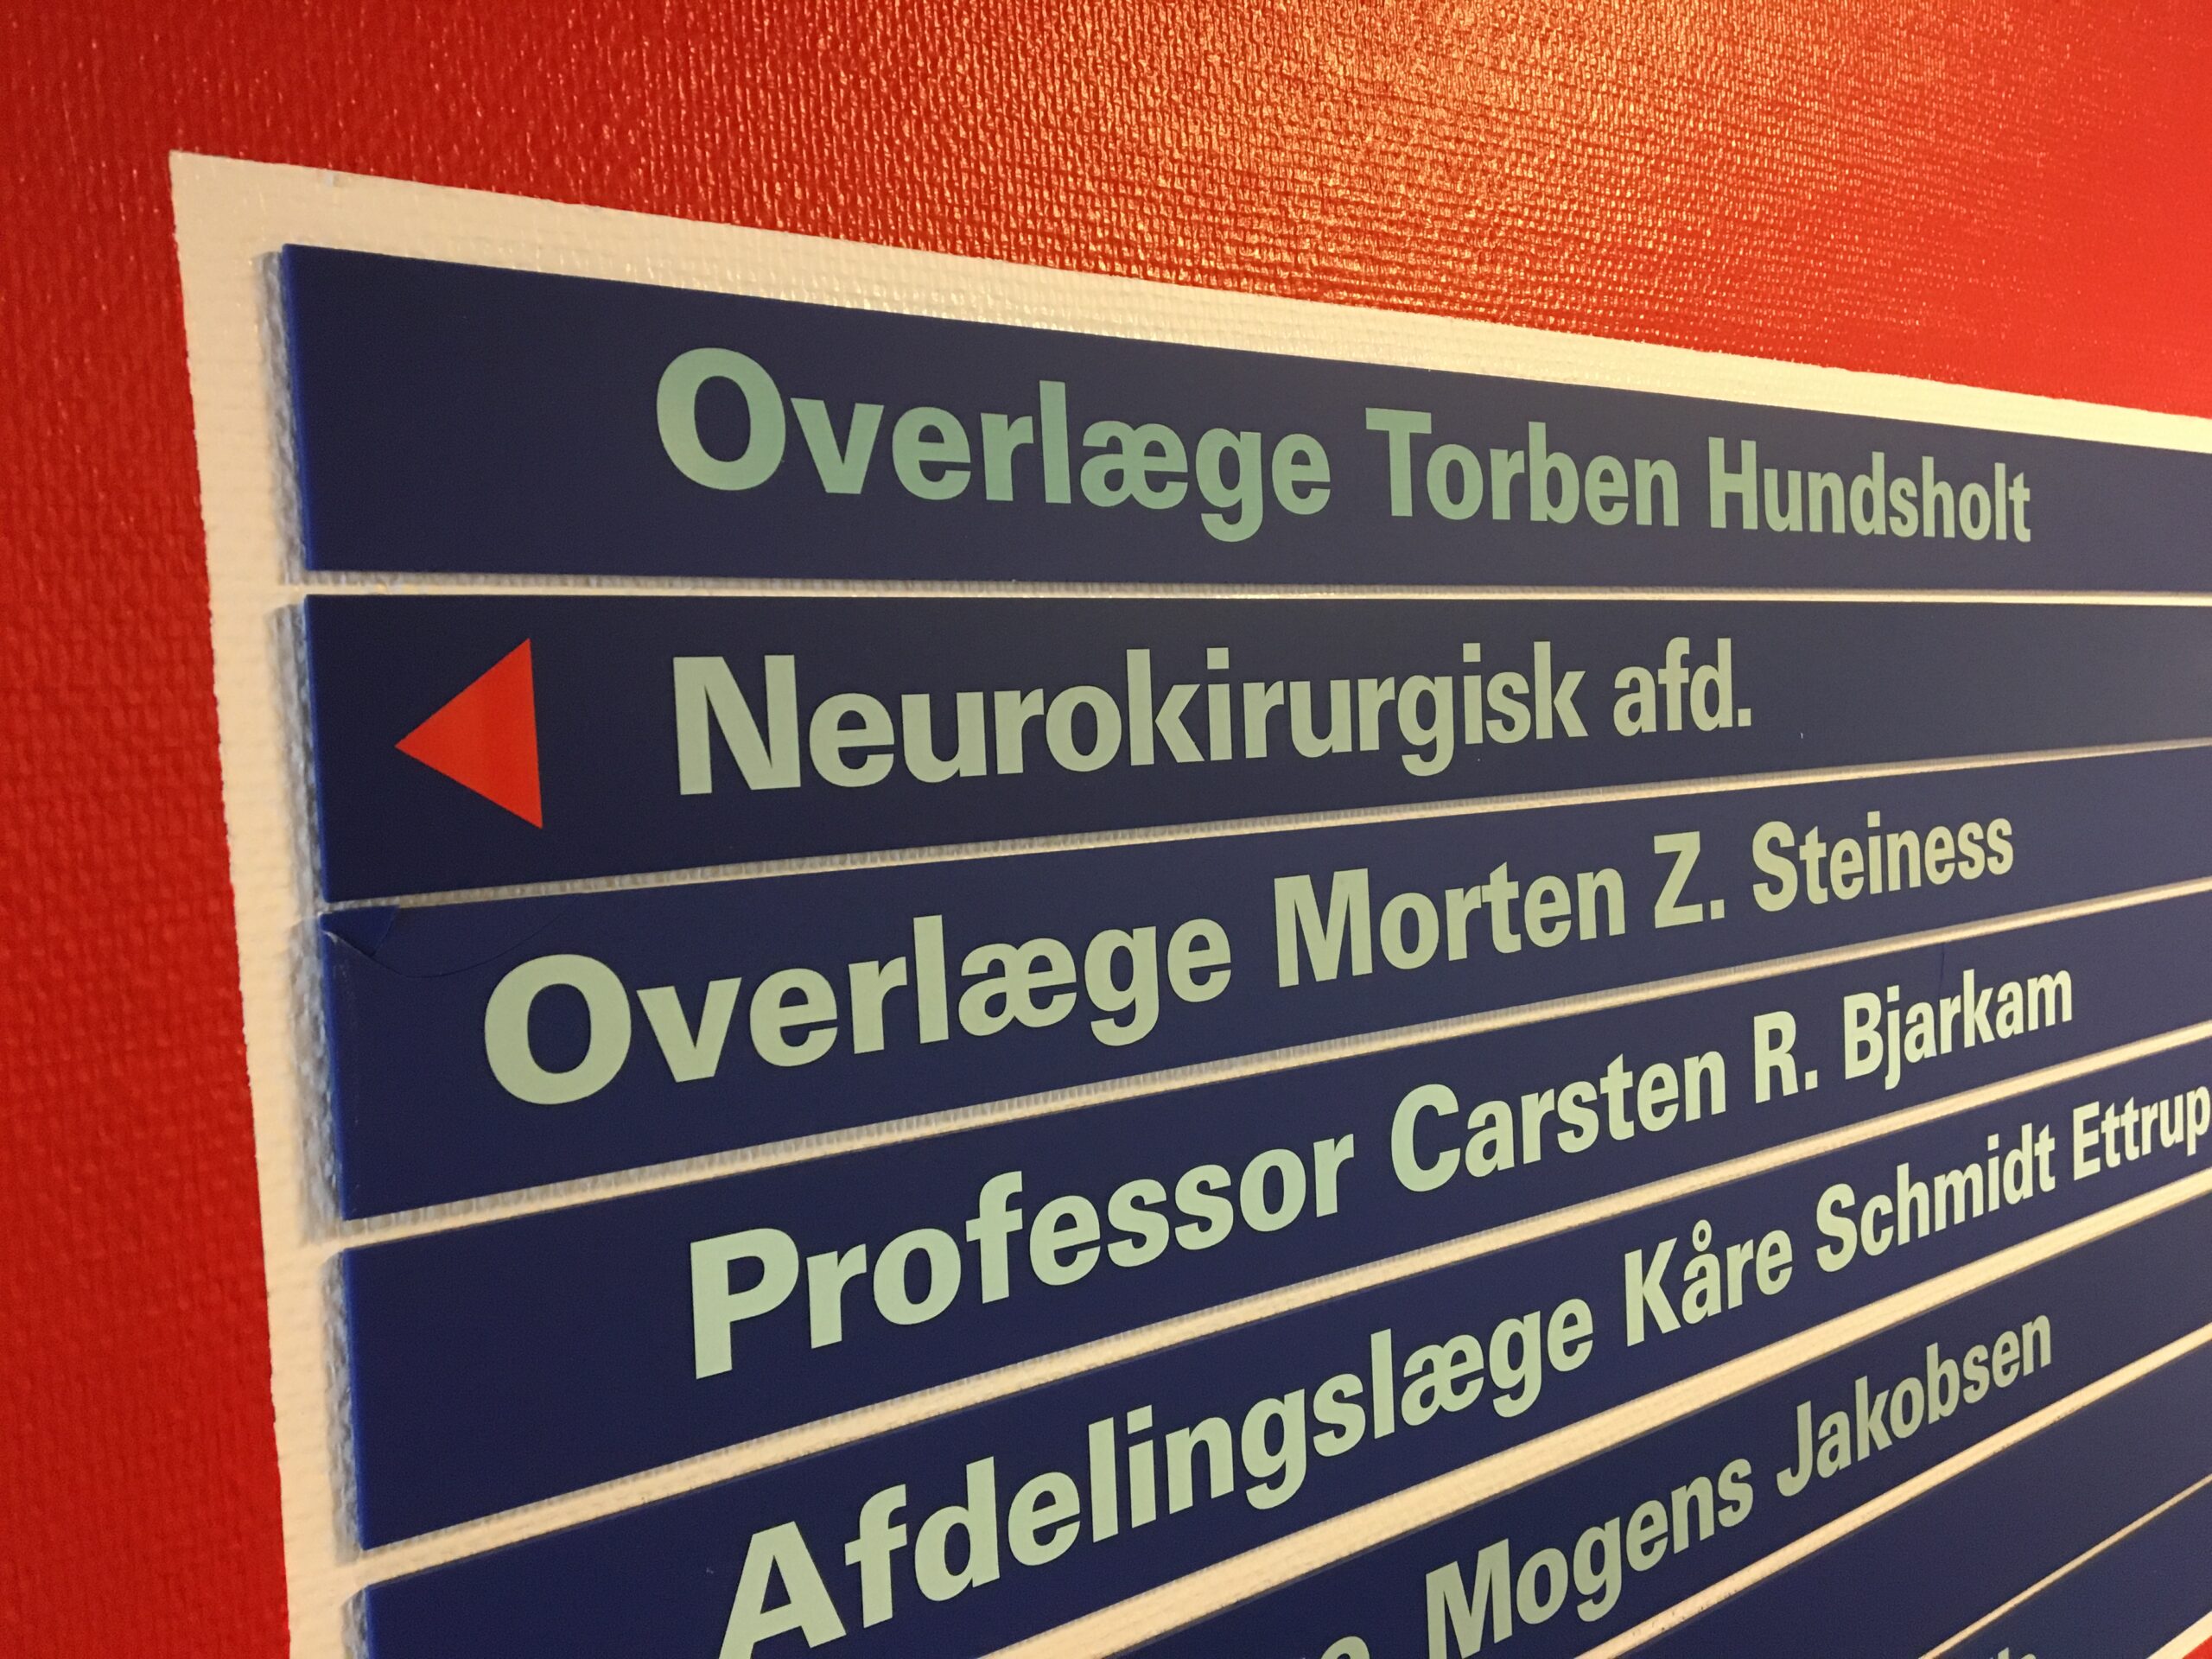 Overlæge Torben Hundsholt
Neurokirurgisk afd.
Overlæge Morten Z. Steiness
Professor Carsten R. Bjarkam
Afdelingslæge Kåre Schmidt Ettrup
Mogens Jakobsen